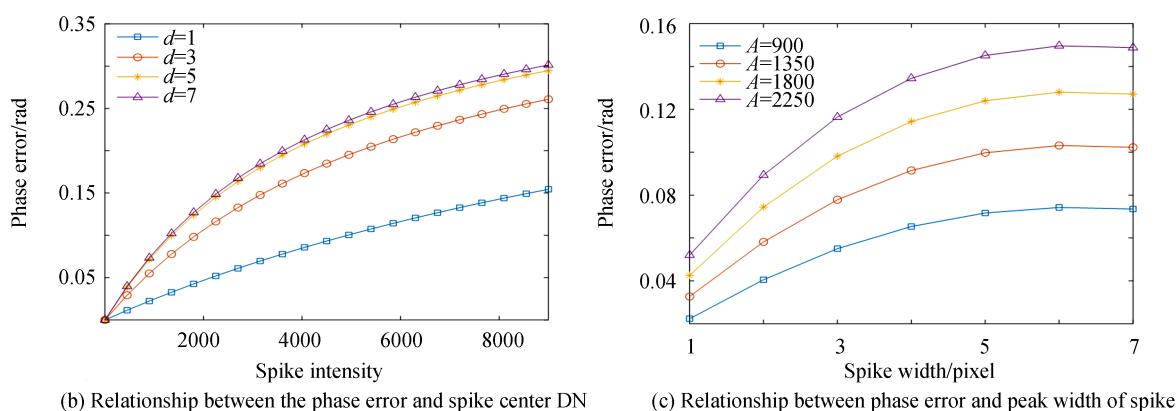 0.35
0.25
0.15
0.05
Phase error/rad
d=1
d=3
d=5
d=7
2000
4000
6000
8000
Spike intensity
(b) Relationship between the phase error and spike center DN
0.16
0.12
0.08
0.04
Phase error/rad
A=900
A=1350
A=1800
A=2250
1
3
5
7
Spike width/pixel
(c) Relationship between phase error and peak width of spike